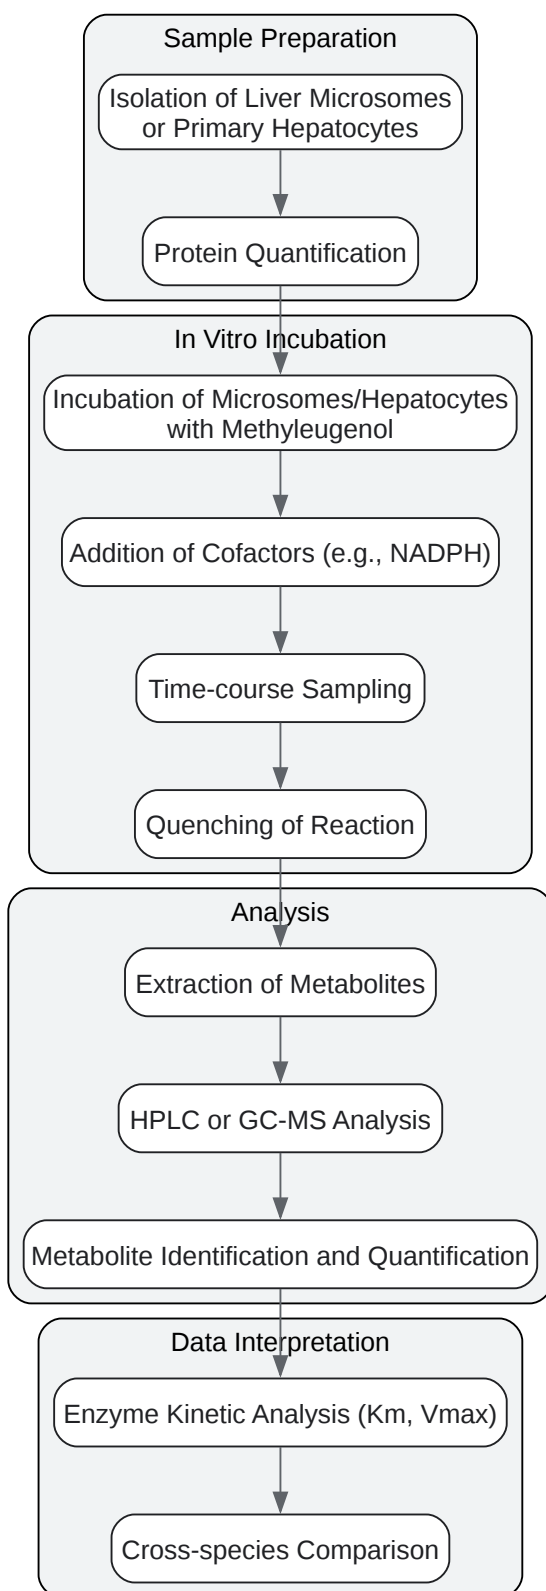 Sample Preparation
Isolation of Liver Microsomes
or Primary Hepatocytes
Protein Quantification
In Vitro Incubation
Incubation of Microsomes/Hepatocytes
with Methyleugenol
Addition of Cofactors (e.g., NADPH)
Time-course Sampling
Quenching of Reaction
Analysis
Extraction of Metabolites
HPLC or GC-MS Analysis
Metabolite Identification and Quantification
Data Interpretation
Enzyme Kinetic Analysis (Km, Vmax)
Cross-species Comparison